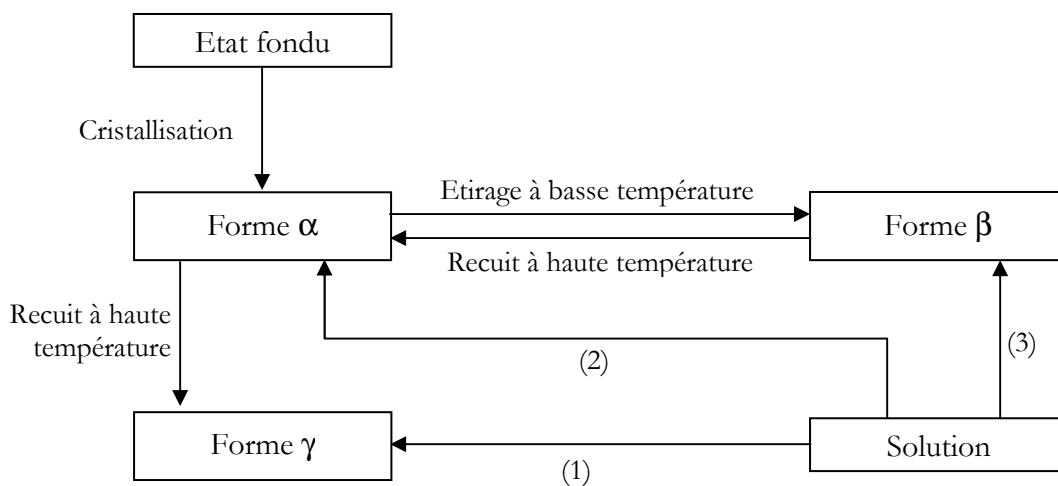 Etat fondu
Cristallisation
Forme α
Etirage à basse température
Recuit à haute température
Forme β
Recuit à haute
température
(2)
(3)
Forme γ
(1)
Solution